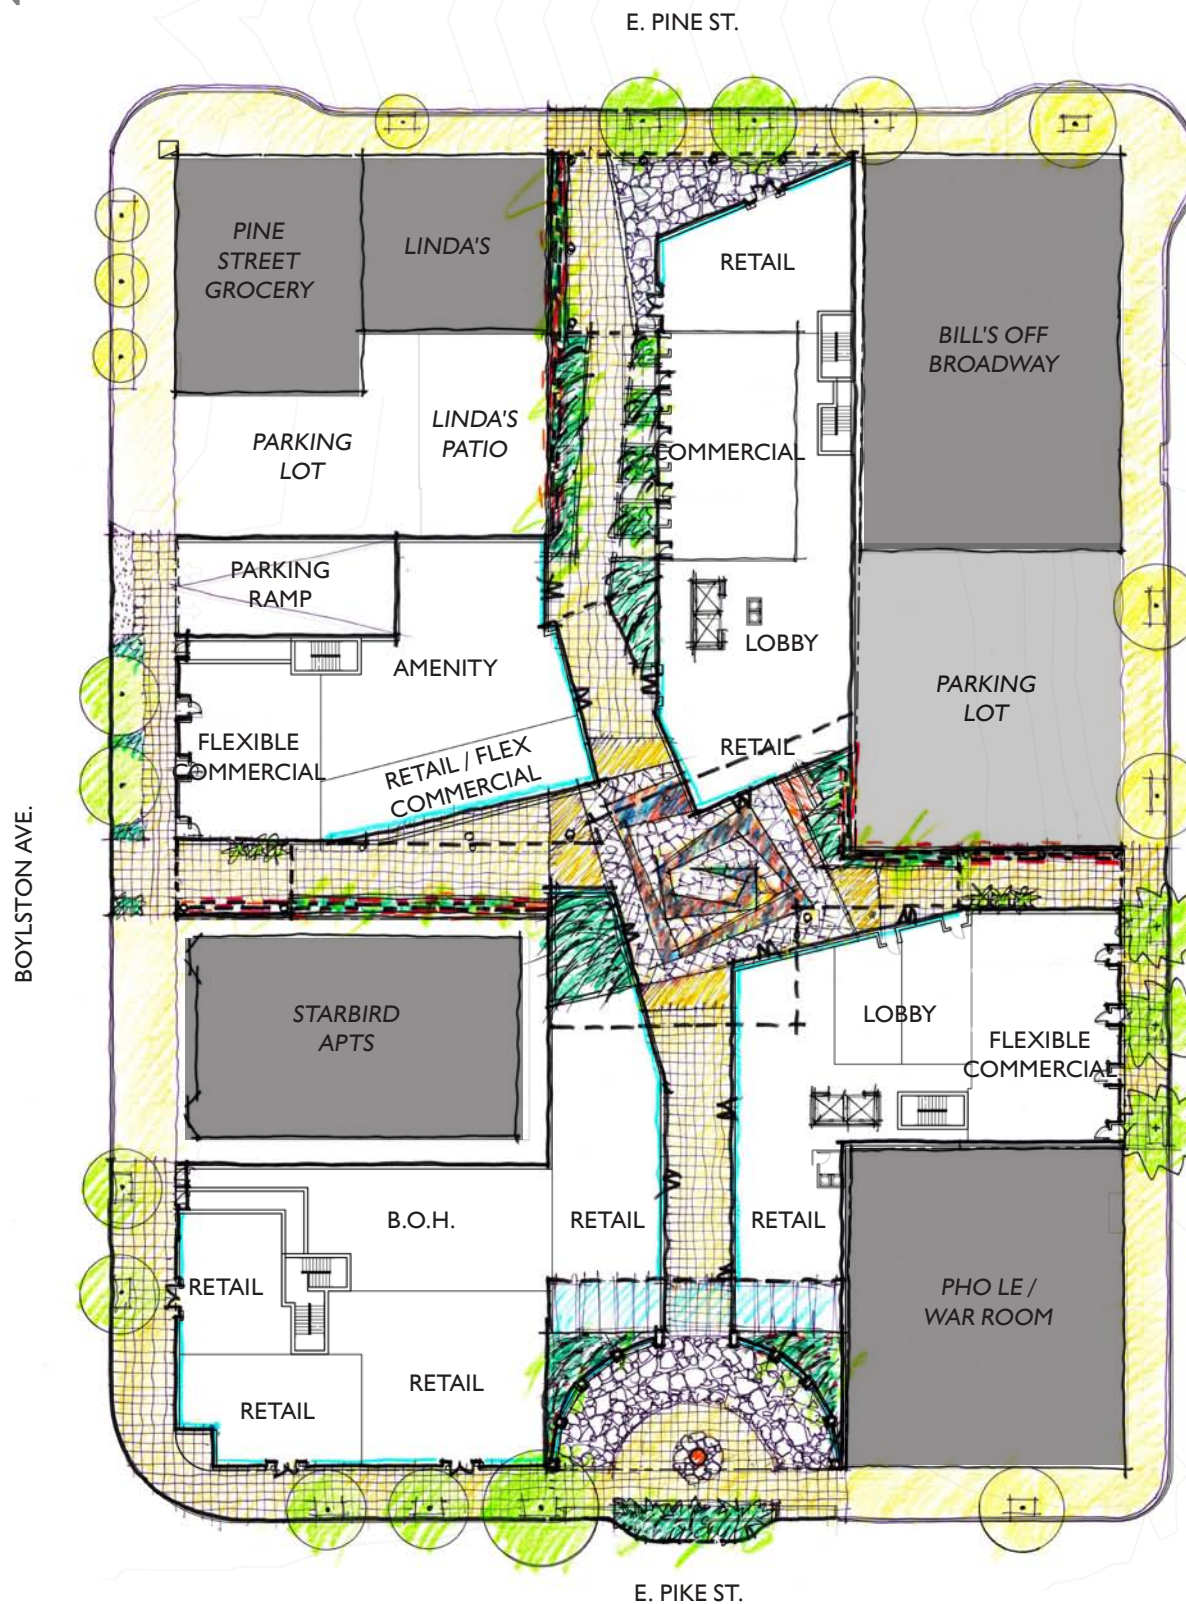 E. PINE ST.
PINE
STREET
GROCERY
LINDA'S
RETAIL
BILL'S OFF
BROADWAY
LINDA'S
PATIO
PARKING
LOT
COMMERCIAL
PARKING
RAMP
LOBBY
AMENITY
PARKING
LOT
FLEXIBLE
COMMERCIAL
RETAIL / FLEX
COMMERCIAL
RETAIL
BOYLSTON AVE.
STARBIRD
APTS
LOBBY
FLEXIBLE
COMMERCIAL
B.O.H.
RETAIL
RETAIL
RETAIL
PHO LE /
WAR ROOM
RETAIL
RETAIL
E. PIKE ST.